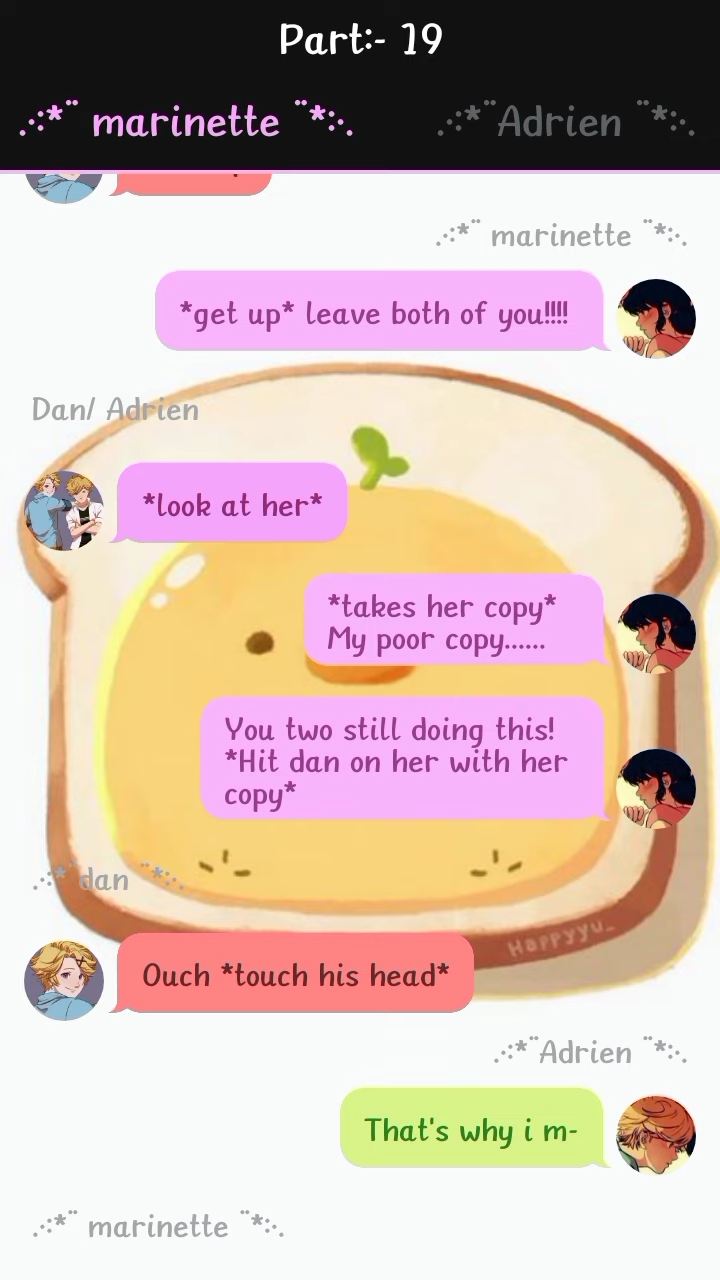 Part:- 19
.·:*¨ marinette ¨*:·.
.·:*¨Adrien ¨*:·.
.·:*¨ marinette ¨*:·.
*get up* leave both of you!!!!
Dan/ Adrien
*look at her*
*takes her copy*
My poor copy......
You two still doing this!
*Hit dan on her with her
copy*
.·:*¨dan ¨*:·.
Happyyu_
Ouch *touch his head*
.·:*¨Adrien ¨*:·.
That's why i m-
.·:*¨ marinette ¨*:·.